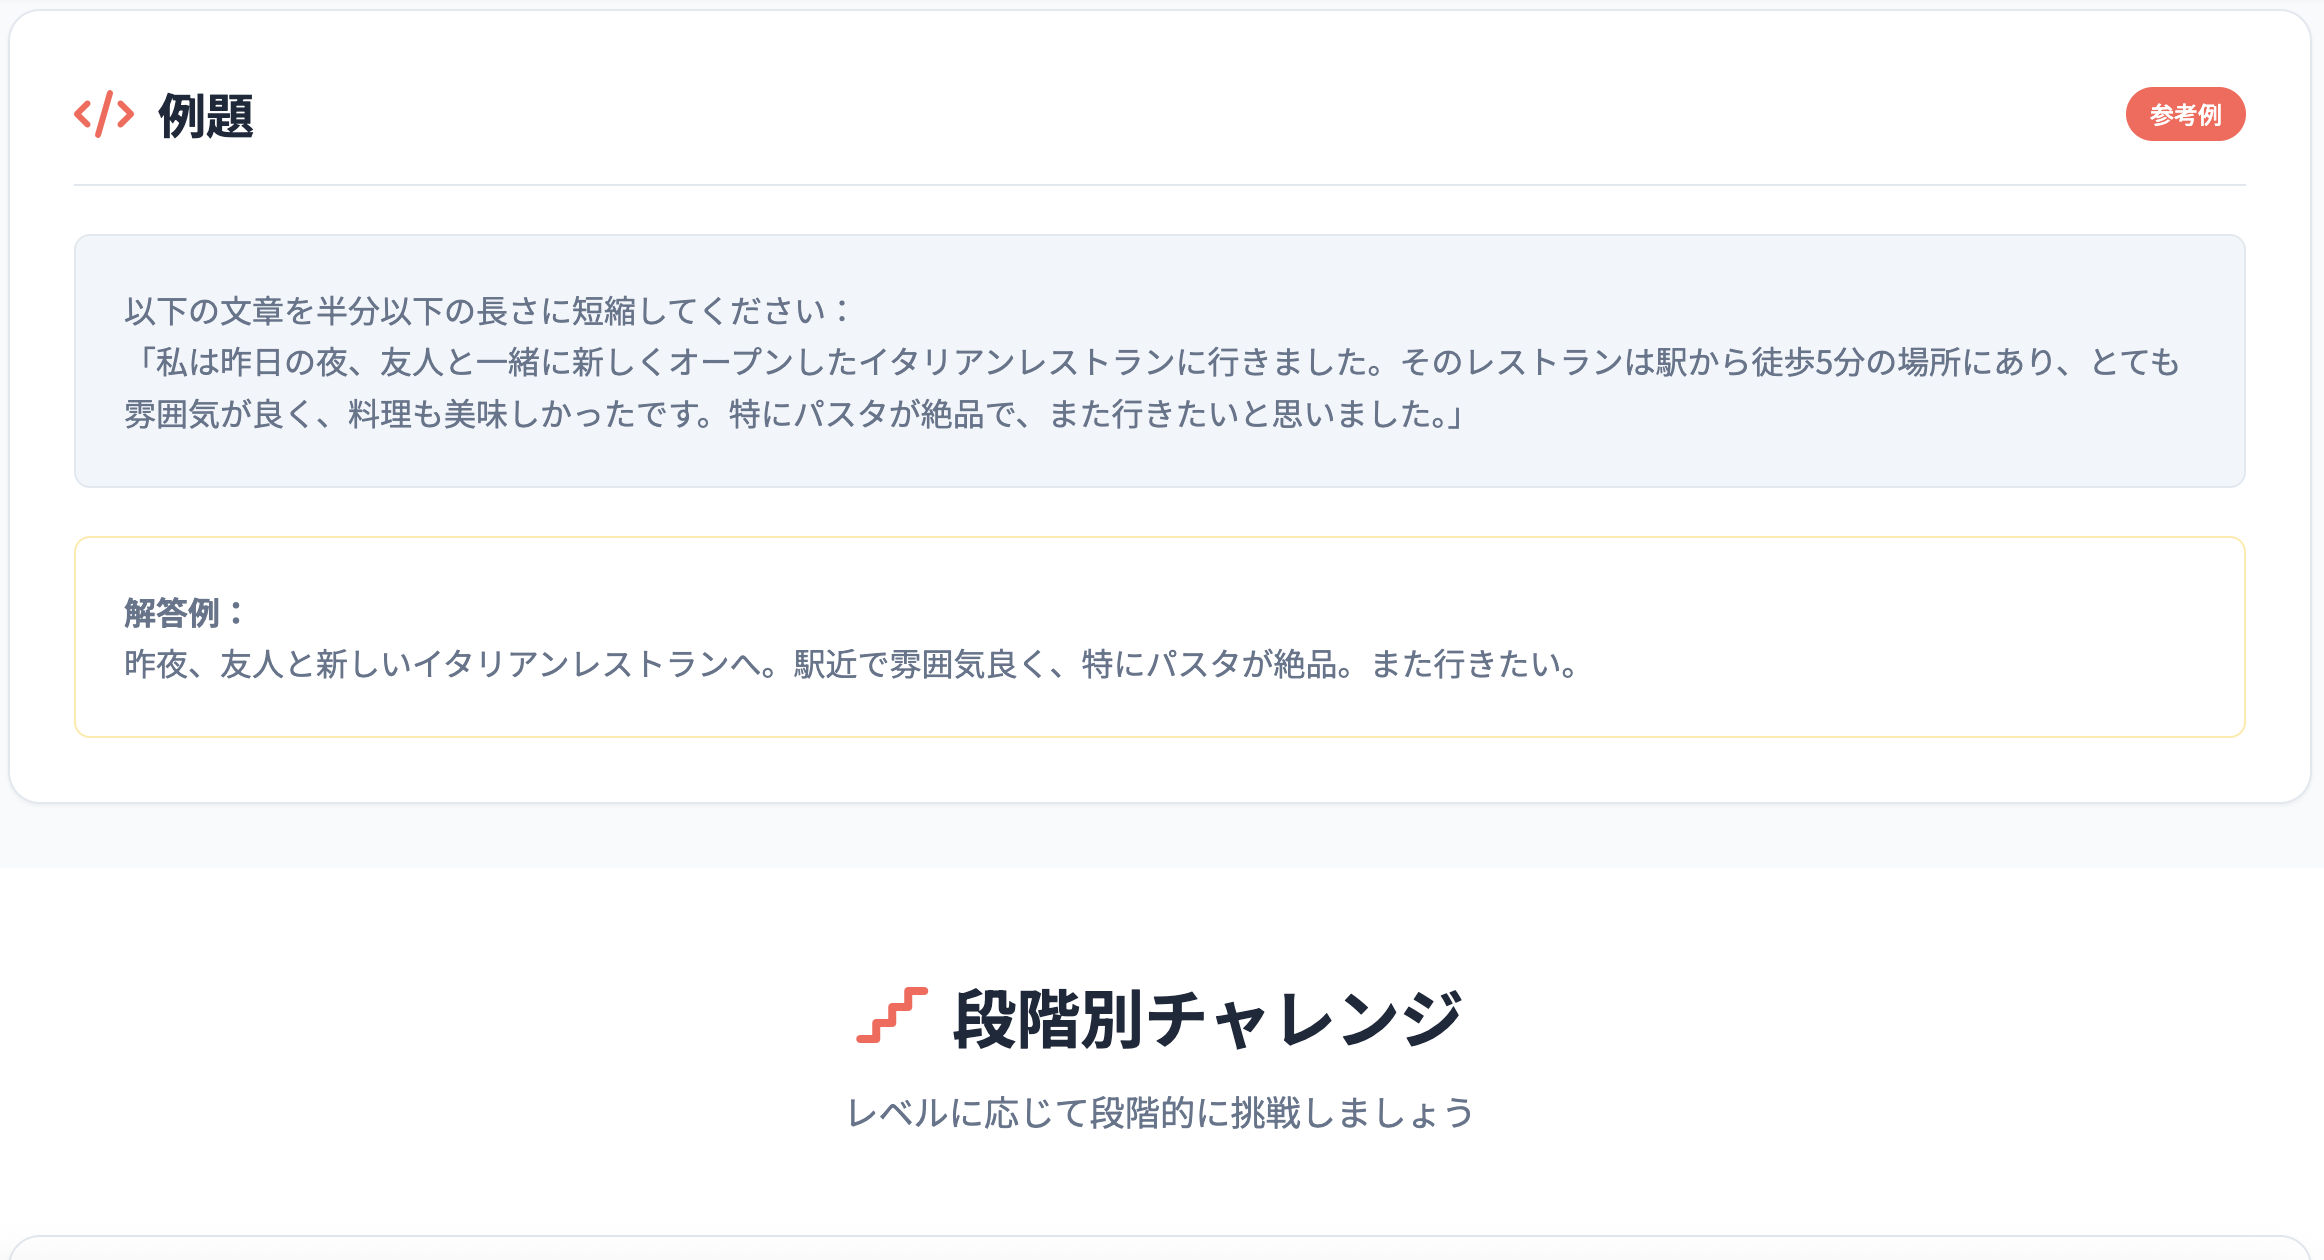 例題
参考例
以下の文章を半分以下の長さに短縮してください：
「私は昨日の夜、友人と一緒に新しくオープンしたイタリアンレストランに行きました。そのレストランは駅から徒歩5分の場所にあり、とても
雰囲気が良く、料理も美味しかったです。特にパスタが絶品で、また行きたいと思いました。」
解答例：
昨夜、友人と新しいイタリアンレストランへ。駅近で雰囲気良く、特にパスタが絶品。また行きたい。
段階別チャレンジ
レベルに応じて段階的に挑戦しましょう